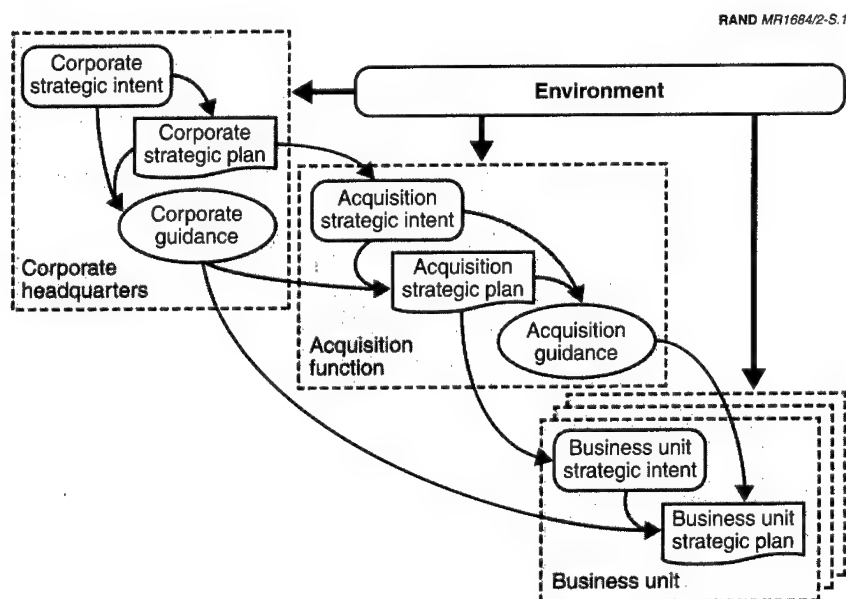 RAND MR1684/2-S.1
Corporate
strategic intent
Environment
Corporate
strategic plan
Acquisition
strategic intent
Corporate
guidance
Corporate
headquarters
Acquisition
strategic plan
Acquisition
guidance
Acquisition
function
Business unit
strategic intent
Business unit
strategic plan
Business unit